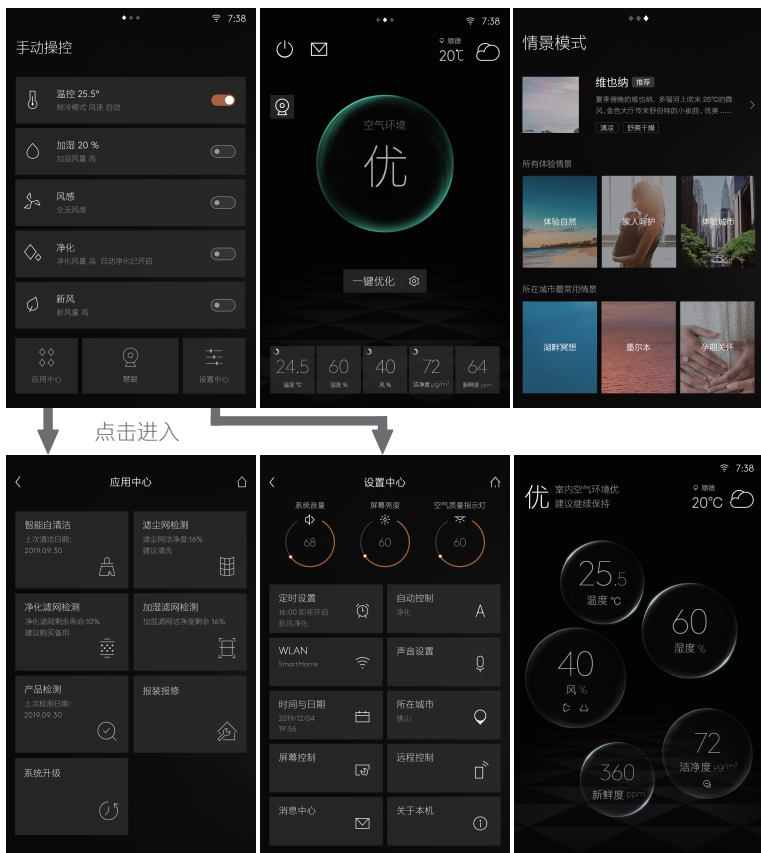 7:38
手动操控
温控 25.5°
制冷模式 风速 自动
加湿 20 %
加湿风量 高
风感
全无风感
净化
净化风量 高 自动净化已开启
新风
新风量 高
应用中心
慧眼
设置中心
7:38
顺德
20℃
空气环境
优
一键优化
24.5
温度 ℃
60
湿度 %
40
风 %
72
洁净度 μg/m³
64
新鲜度 ppm
7:38
情景模式
维也纳 推荐
夏季傍晚的维也纳, 多瑙河上吹来 25℃的微
风, 金色大厅传来舒伯特的小夜曲, 优美 ......
清凉 舒爽干燥
所有体验情景
体验自然
家人呵护
体验城市
所在城市最常用情景
湖畔冥想
墨尔本
孕期关怀
点击进入
应用中心
智能自清洁
上次清洁日期:
2019.09.30
滤尘网检测
滤尘网洁净度:16%
建议清洗
净化滤网检测
净化滤网剩余寿命:10%
建议购买备用
加湿滤网检测
加湿滤网洁净度剩余 16%
产品检测
上次检测日期:
2019.09.30
报装报修
系统升级
设置中心
系统音量
68
屏幕亮度
60
空气质量指示灯
60
定时设置
16:00 即将开启
新风净化
自动控制
净化
A
WLAN
SmartHome
声音设置
时间与日期
2019/12/04
19:56
所在城市
佛山
屏幕控制
远程控制
消息中心
关于本机
7:38
优
室内空气环境优
建议继续保持
顺德
20℃
25.5
温度 ℃
60
湿度 %
40
风 %
72
洁净度 μg/m³
360
新鲜度 ppm